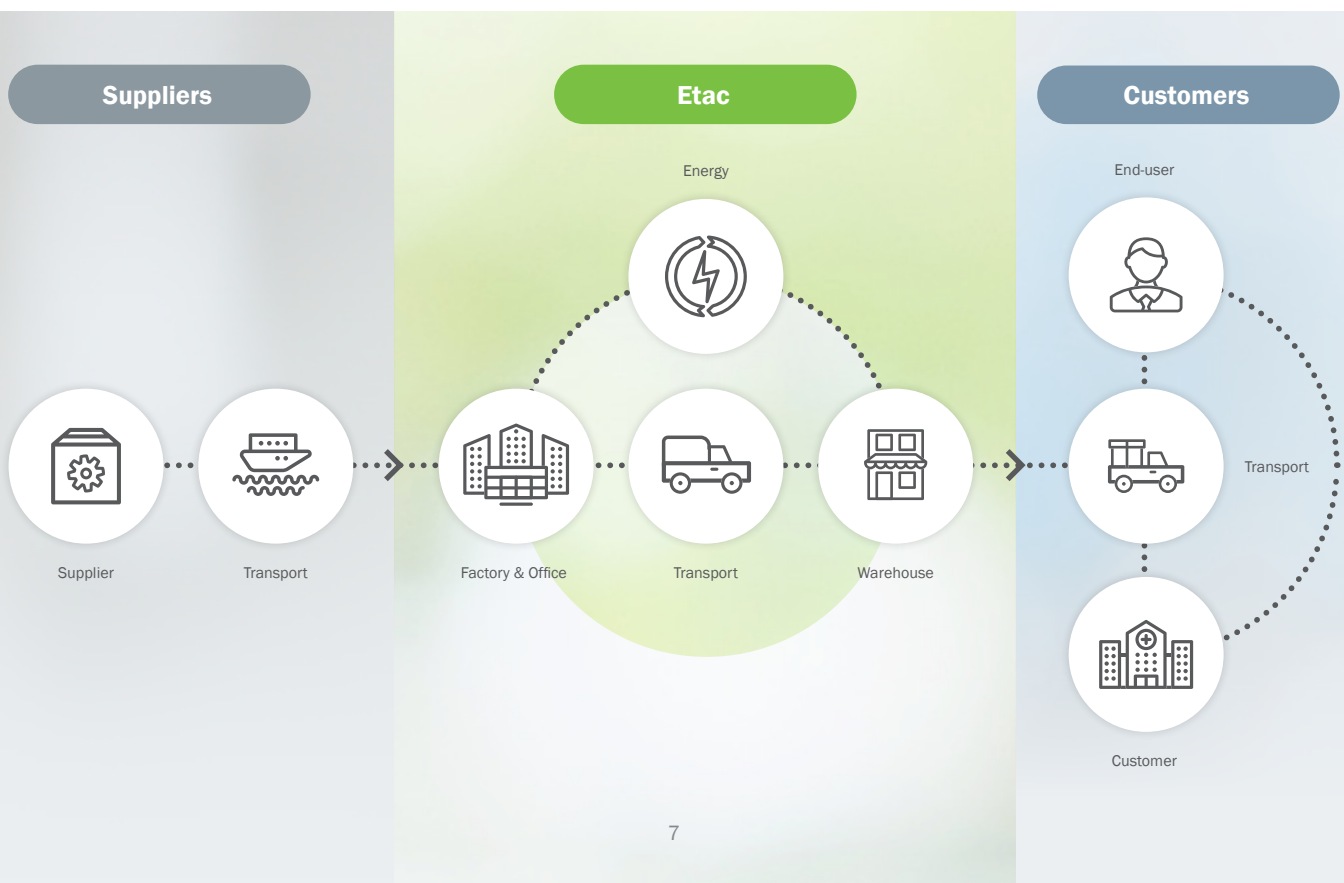 Suppliers
Etac
Customers
Energy
End-user
Transport
Supplier
Transport
Factory & Office
Transport
Warehouse
Customer
7